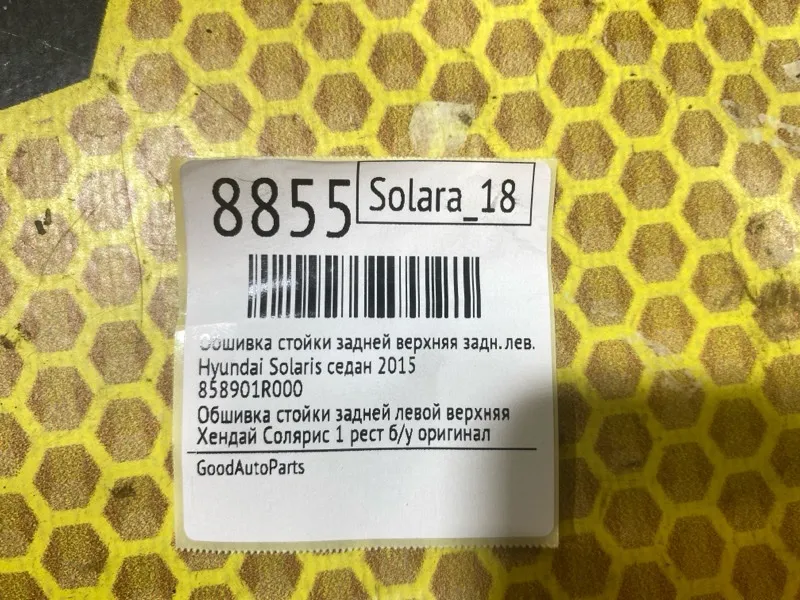 8855 Solara_18
Обшивка стойки задней верхняя задн.лев.
Hyundai Solaris седан 2015
858901R000
Обшивка стойки задней левой верхняя
Хендай Солярис 1 рест б/у оригинал
GoodAutoParts